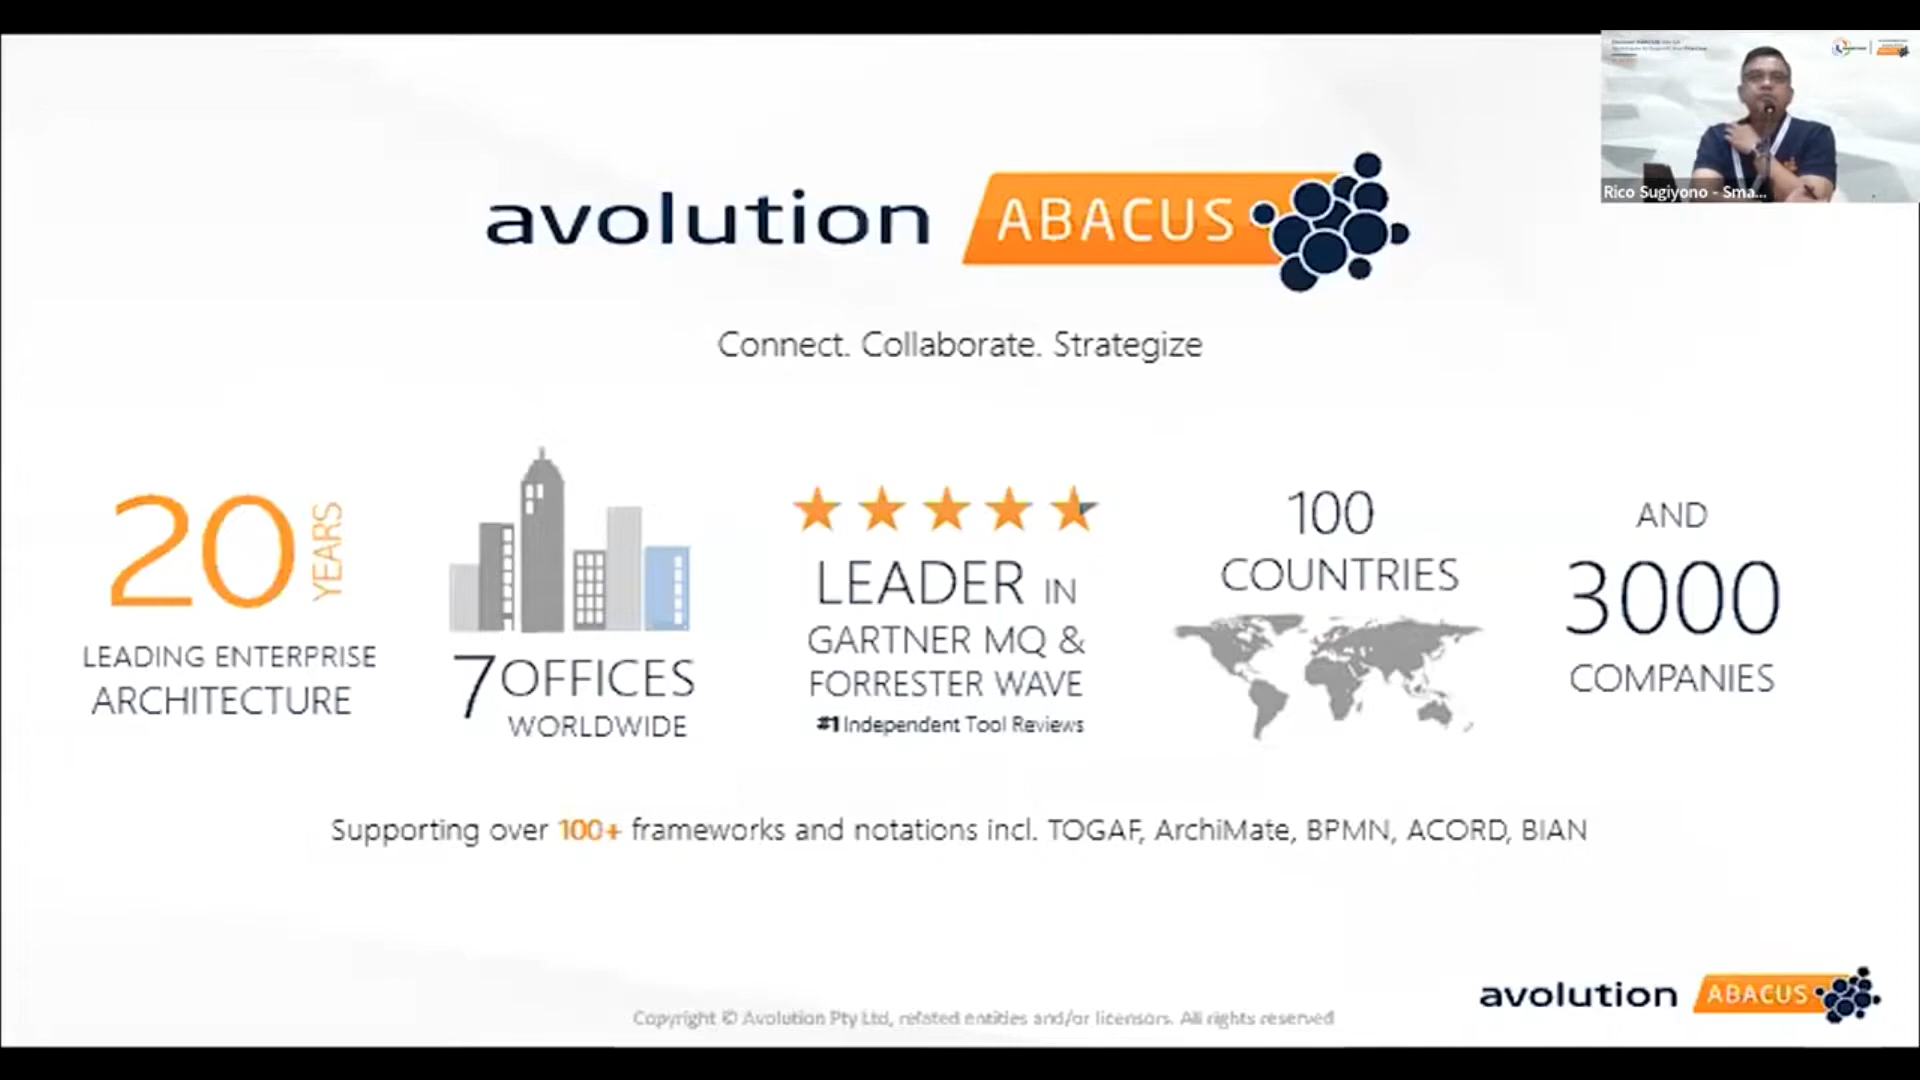 avolution ABACUS
Connect. Collaborate. Strategize
20 YEARS
LEADING ENTERPRISE
ARCHITECTURE
7 OFFICES
WORLDWIDE
LEADER IN
GARTNER MQ &
FORRESTER WAVE
#1 Independent Tool Reviews
100
COUNTRIES
AND
3000
COMPANIES
Supporting over 100+ frameworks and notations incl. TOGAF, ArchiMate, BPMN, ACORD, BIAN
avolution ABACUS
Copyright © Avolution Pty Ltd, related entities and/or licensors. All rights reserved
Rico Sugiyono - Sma...